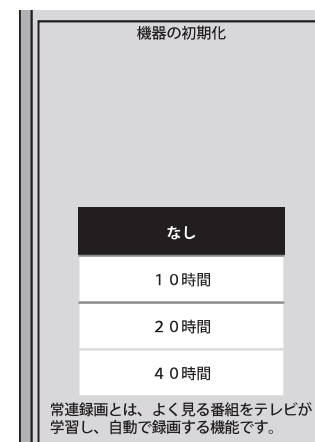 機器の初期化
なし
10時間
20時間
40時間
常連録画とは、よく見る番組をテレビが
学習し、自動で録画する機能です。